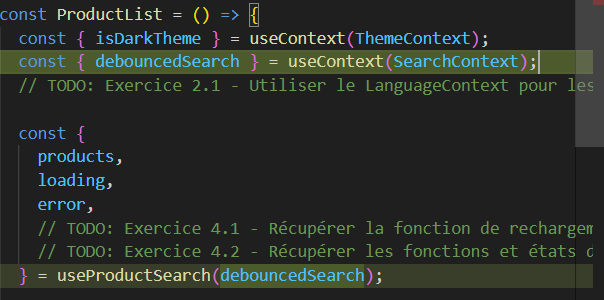 const ProductList = () => {
const { isDarkTheme } = useContext(ThemeContext);
const { debouncedSearch } = useContext(SearchContext);
// TODO: Exercice 2.1 - Utiliser le LanguageContext pour les
const {
products,
loading,
error,
// TODO: Exercice 4.1 - Récupérer la fonction de rechargem
// TODO: Exercice 4.2 - Récupérer les fonctions et états d
} = useProductSearch(debouncedSearch);